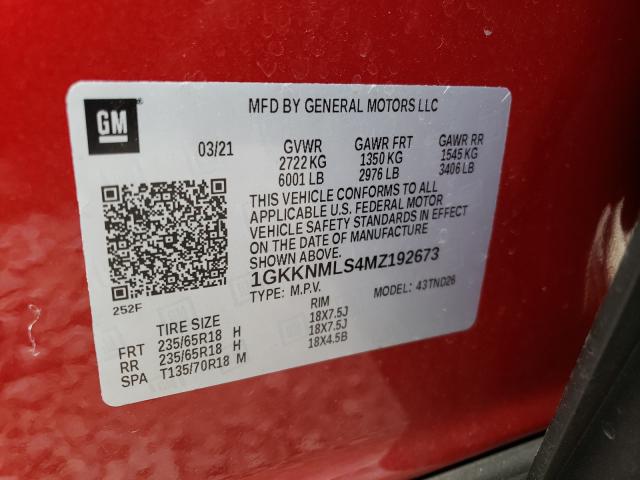 GM
MFD BY GENERAL MOTORS LLC
03/21 GVWR GAWR FRT GAWR RR
2722 KG 1350 KG 1545 KG
6001 LB 2976 LB 3406 LB
THIS VEHICLE CONFORMS TO ALL
APPLICABLE U.S. FEDERAL MOTOR
VEHICLE SAFETY STANDARDS IN EFFECT
ON THE DATE OF MANUFACTURE
SHOWN ABOVE.
1GKKNMLS4MZ192673
TYPE: M.P.V. MODEL: 43TND26
252F
TIRE SIZE RIM
FRT 235/65R18 H 18X7.5J
RR 235/65R18 H 18X7.5J
SPA T135/70R18 M 18X4.5B